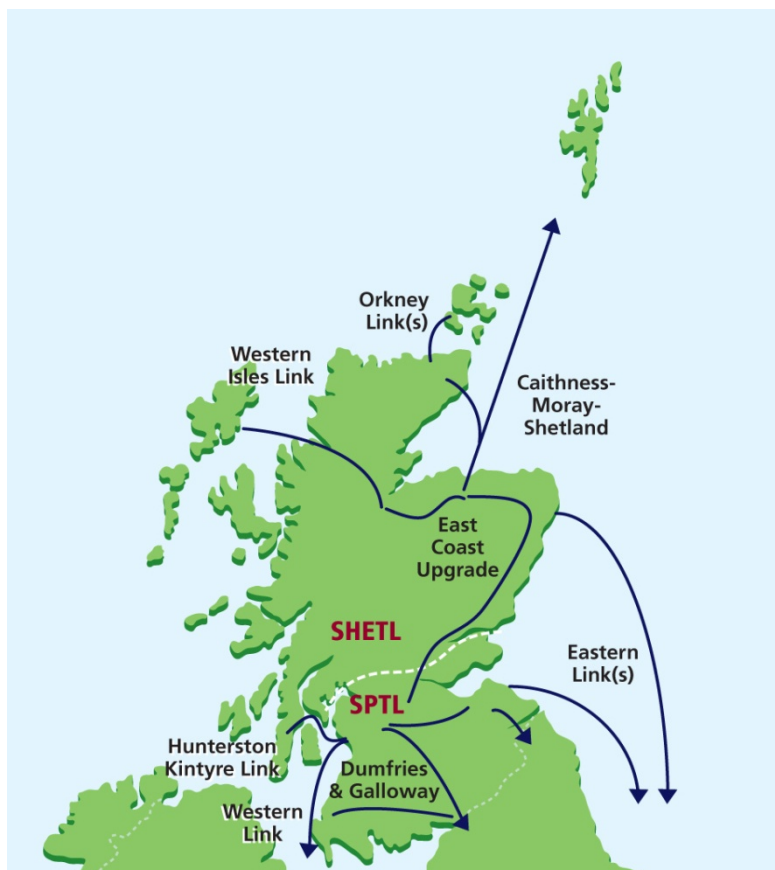 Orkney
Link(s)
Western
Isles Link
Caithness-
Moray-
Shetland
East
Coast
Upgrade
SHETL
Eastern
Link(s)
SPTL
Hunterston
Kintyre Link
Dumfries
& Galloway
Western
Link